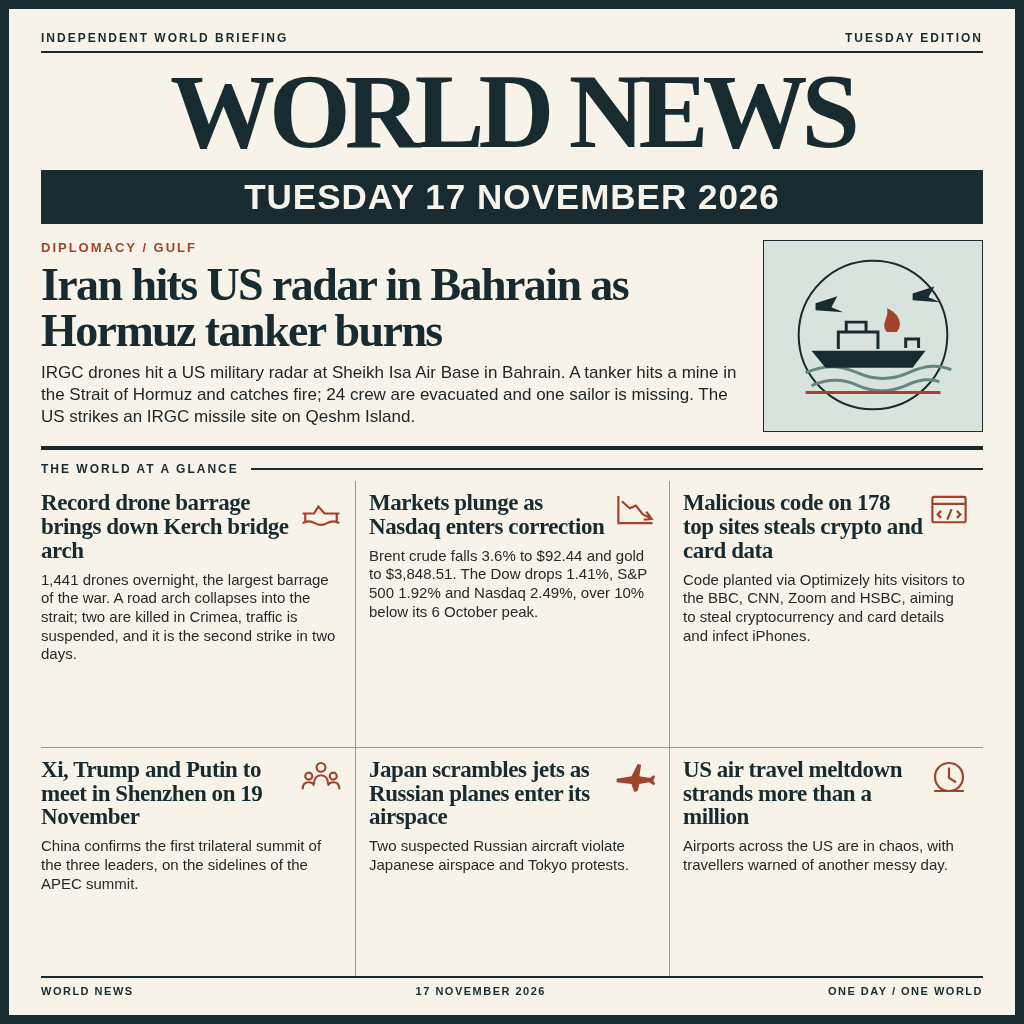 INDEPENDENT WORLD BRIEFING
TUESDAY EDITION
WORLD NEWS
TUESDAY 17 NOVEMBER 2026
DIPLOMACY / GULF
Iran hits US radar in Bahrain as
Hormuz tanker burns
IRGC drones hit a US military radar at Sheikh Isa Air Base in Bahrain. A tanker hits a mine in
the Strait of Hormuz and catches fire; 24 crew are evacuated and one sailor is missing. The
US strikes an IRGC missile site on Qeshm Island.
THE WORLD AT A GLANCE
Record drone barrage
brings down Kerch bridge
arch
1,441 drones overnight, the largest barrage
of the war. A road arch collapses into the
strait; two are killed in Crimea, traffic is
suspended, and it is the second strike in two
days.
Markets plunge as
Nasdaq enters correction
Brent crude falls 3.6% to $92.44 and gold
to $3,848.51. The Dow drops 1.41%, S&P
500 1.92% and Nasdaq 2.49%, over 10%
below its 6 October peak.
Malicious code on 178
top sites steals crypto and
card data
Code planted via Optimizely hits visitors to
the BBC, CNN, Zoom and HSBC, aiming
to steal cryptocurrency and card details
and infect iPhones.
Xi, Trump and Putin to
meet in Shenzhen on 19
November
China confirms the first trilateral summit of
the three leaders, on the sidelines of the
APEC summit.
Japan scrambles jets as
Russian planes enter its
airspace
Two suspected Russian aircraft violate
Japanese airspace and Tokyo protests.
US air travel meltdown
strands more than a
million
Airports across the US are in chaos, with
travellers warned of another messy day.
WORLD NEWS
17 NOVEMBER 2026
ONE DAY / ONE WORLD